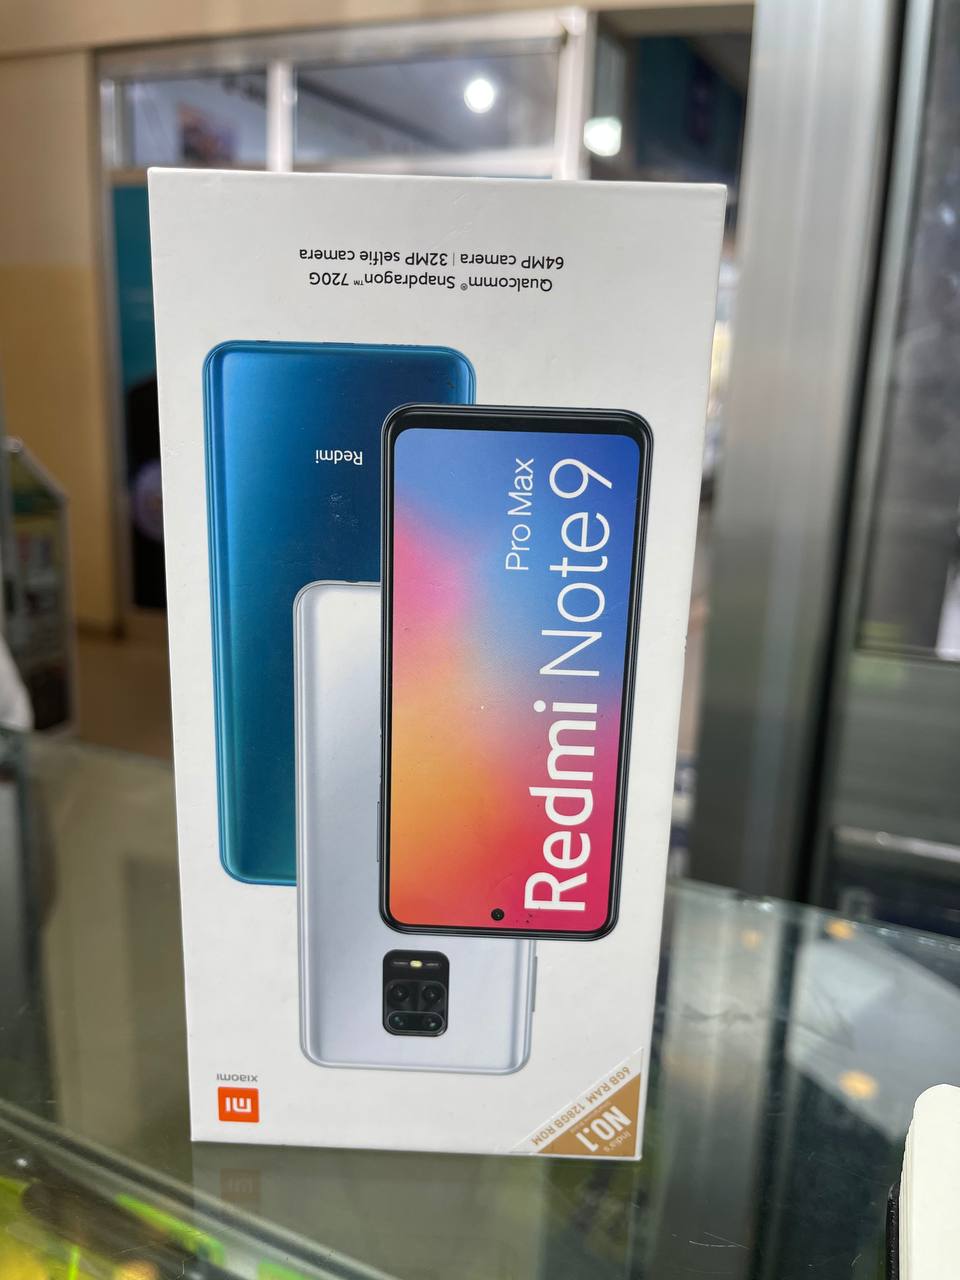 mi
xiaomi
6GB RAM 128GB ROM
India's
NO.1
Redmi Note 9
Pro Max
Redmi
Qualcomm® Snapdragon™ 720G
64MP camera | 32MP selfie camera